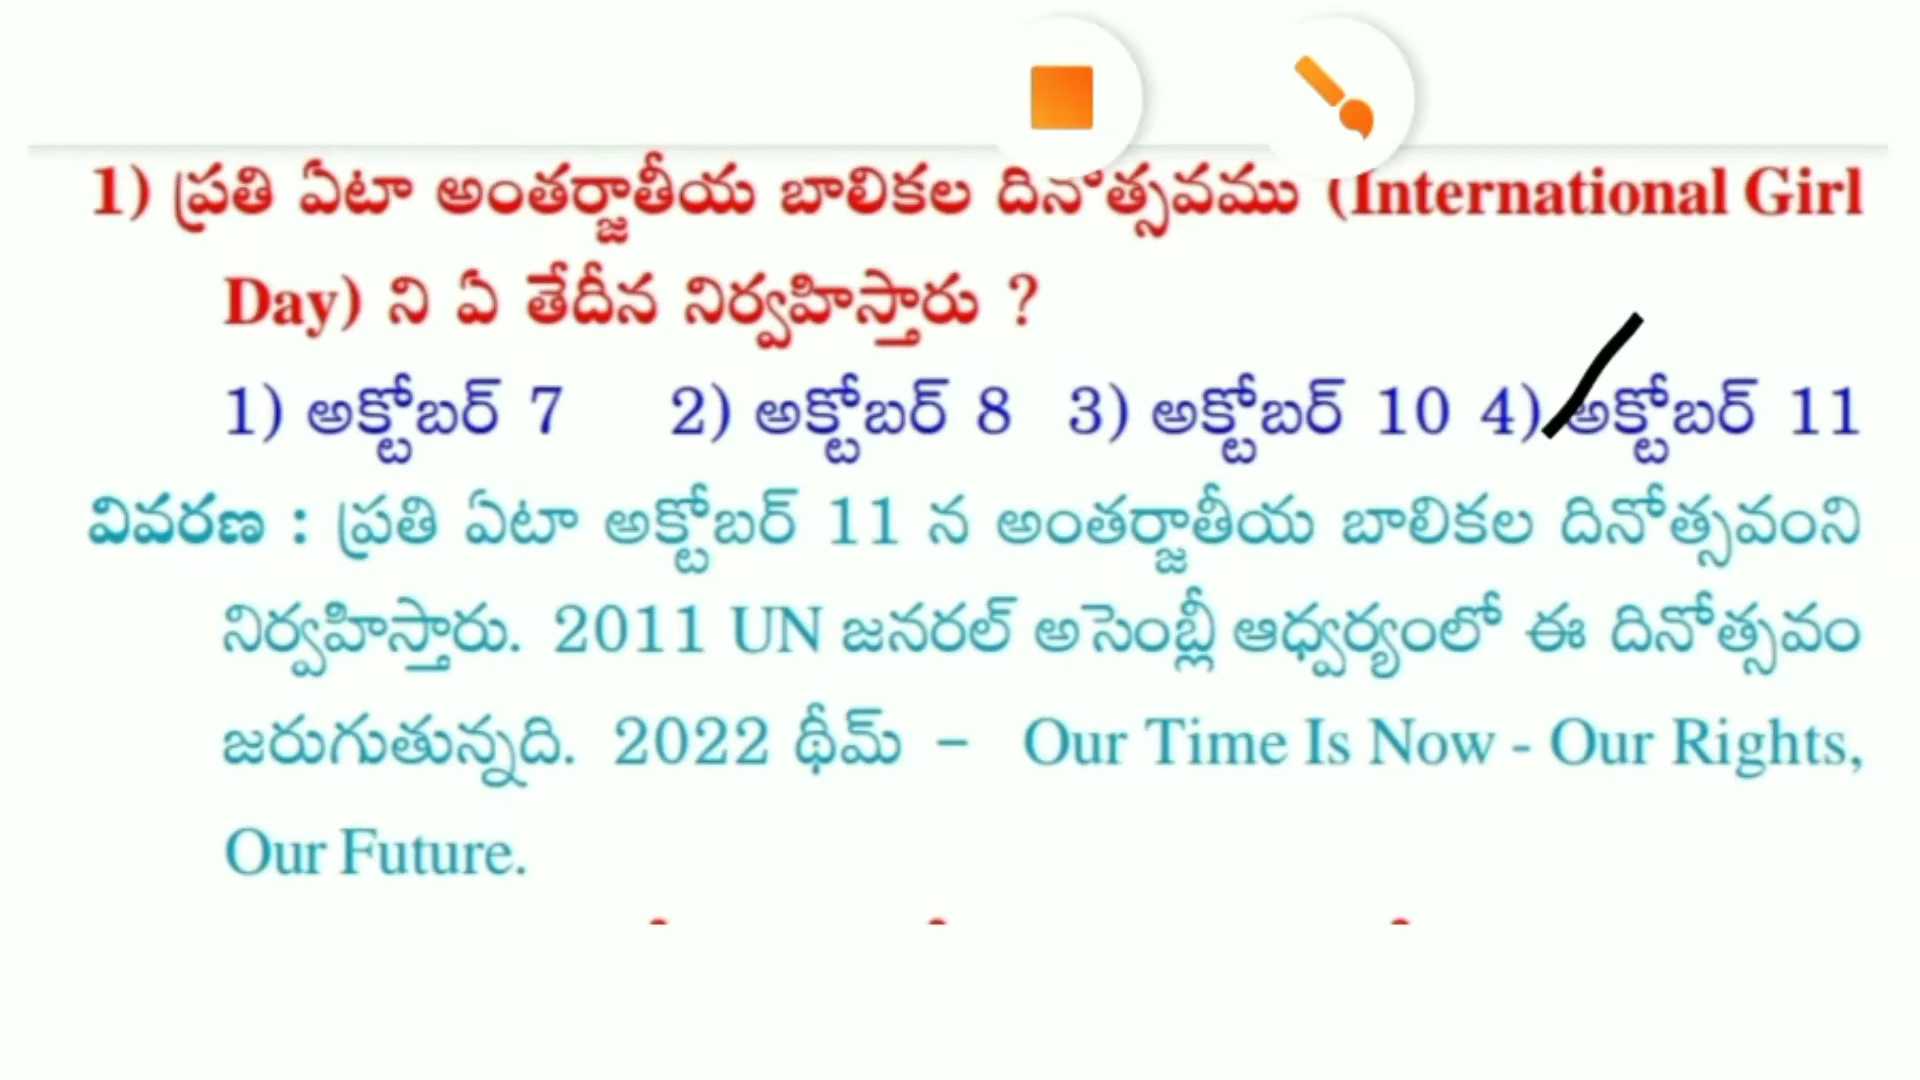 1) ప్రతి ఏటా అంతర్జాతీయ బాలికల దినోత్సవము (International Girl
Day) ని ఏ తేదీన నిర్వహిస్తారు ?
1) అక్టోబర్ 7 2) అక్టోబర్ 8 3) అక్టోబర్ 10 4) అక్టోబర్ 11
వివరణ : ప్రతి ఏటా అక్టోబర్ 11 న అంతర్జాతీయ బాలికల దినోత్సవంని
నిర్వహిస్తారు. 2011 UN జనరల్ అసెంబ్లీ ఆధ్వర్యంలో ఈ దినోత్సవం
జరుగుతున్నది. 2022 థీమ్ – Our Time Is Now - Our Rights,
Our Future.